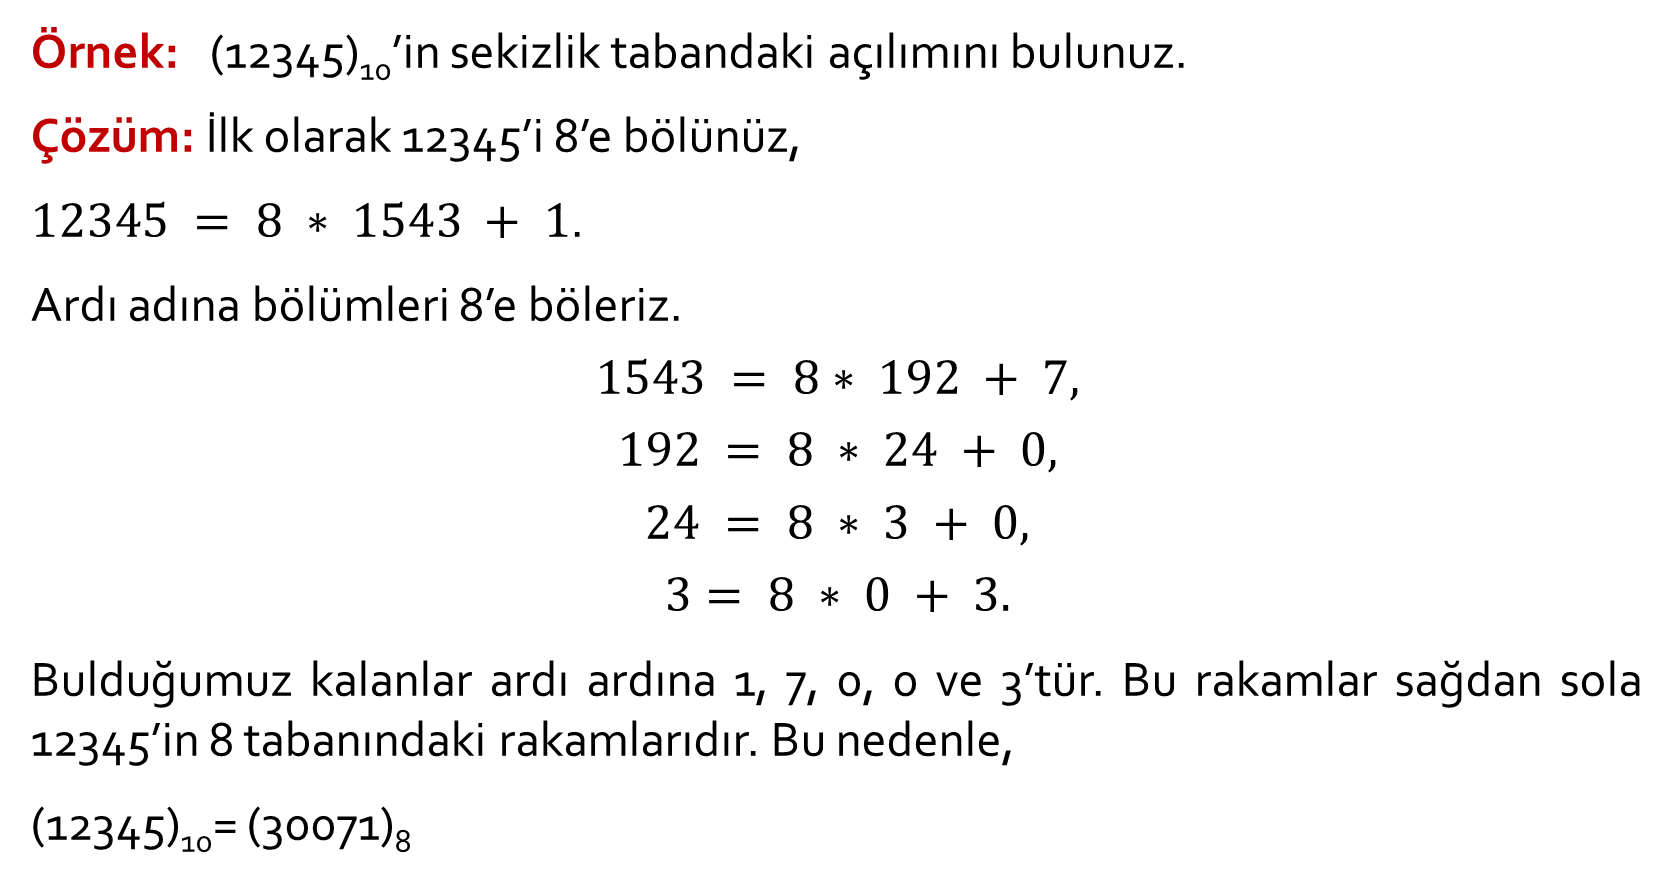 Örnek: (12345)₁₀'in sekizlik tabandaki açılımını bulunuz.
Çözüm: İlk olarak 12345'i 8'e bölünüz,
12345 = 8 * 1543 + 1.
Ardı adına bölümleri 8'e böleriz.
1543 = 8 * 192 + 7,
192 = 8 * 24 + 0,
24 = 8 * 3 + 0,
3 = 8 * 0 + 3.
Bulduğumuz kalanlar ardı ardına 1, 7, 0, 0 ve 3'tür. Bu rakamlar sağdan sola
12345'in 8 tabanındaki rakamlarıdır. Bu nedenle,
(12345)₁₀= (30071)₈